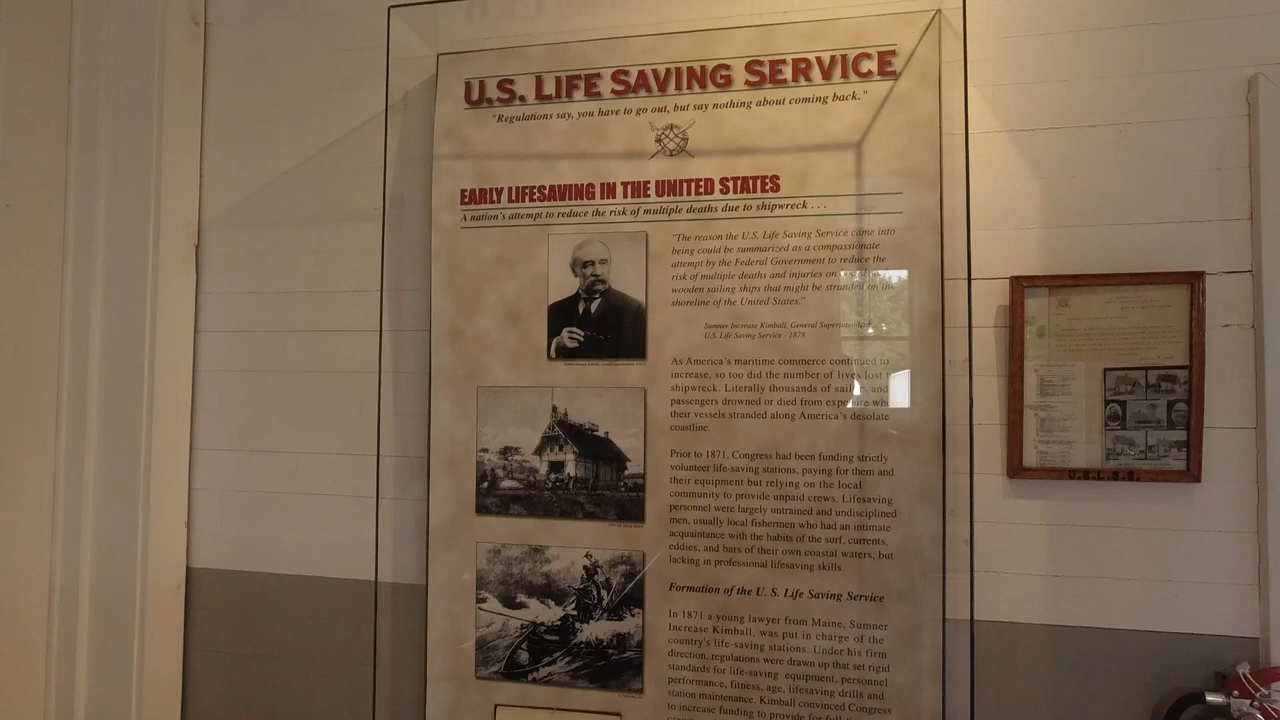 U.S. LIFE SAVING SERVICE
"Regulations say, you have to go out, but say nothing about coming back."
EARLY LIFESAVING IN THE UNITED STATES
A nation's attempt to reduce the risk of multiple deaths due to shipwreck . . .
"The reason the U.S. Life Saving Service came into
being could be summarized as a compassionate
attempt by the Federal Government to reduce the
risk of multiple deaths and injuries on board
wooden sailing ships that might be stranded on the
shoreline of the United States."
Sumner Increase Kimball, General Superintendent
U.S. Life Saving Service - 1879
As America's maritime commerce continued to
increase, so too did the number of lives lost
shipwreck. Literally thousands of sailors and
passengers drowned or died from exposure
their vessels stranded along America's desolate
coastline.
Prior to 1871, Congress had been funding strictly
volunteer life-saving stations, paying for them and
their equipment but relying on the local
community to provide unpaid crews. Lifesaving
personnel were largely untrained and undisciplined
men, usually local fishermen who had an intimate
acquaintance with the habits of the surf, currents,
eddies, and bars of their own coastal waters, but
lacking in professional lifesaving skills.
Formation of the U. S. Life Saving Service
In 1871 a young lawyer from Maine, Sumner
Increase Kimball, was put in charge of the
country's life-saving stations. Under his firm
direction, regulations were drawn up that set rigid
standards for life-saving equipment, personnel
performance, fitness, age, lifesaving drills and
station maintenance. Kimball convinced Congress
to increase funding to provide for
U.S.L.S.S.